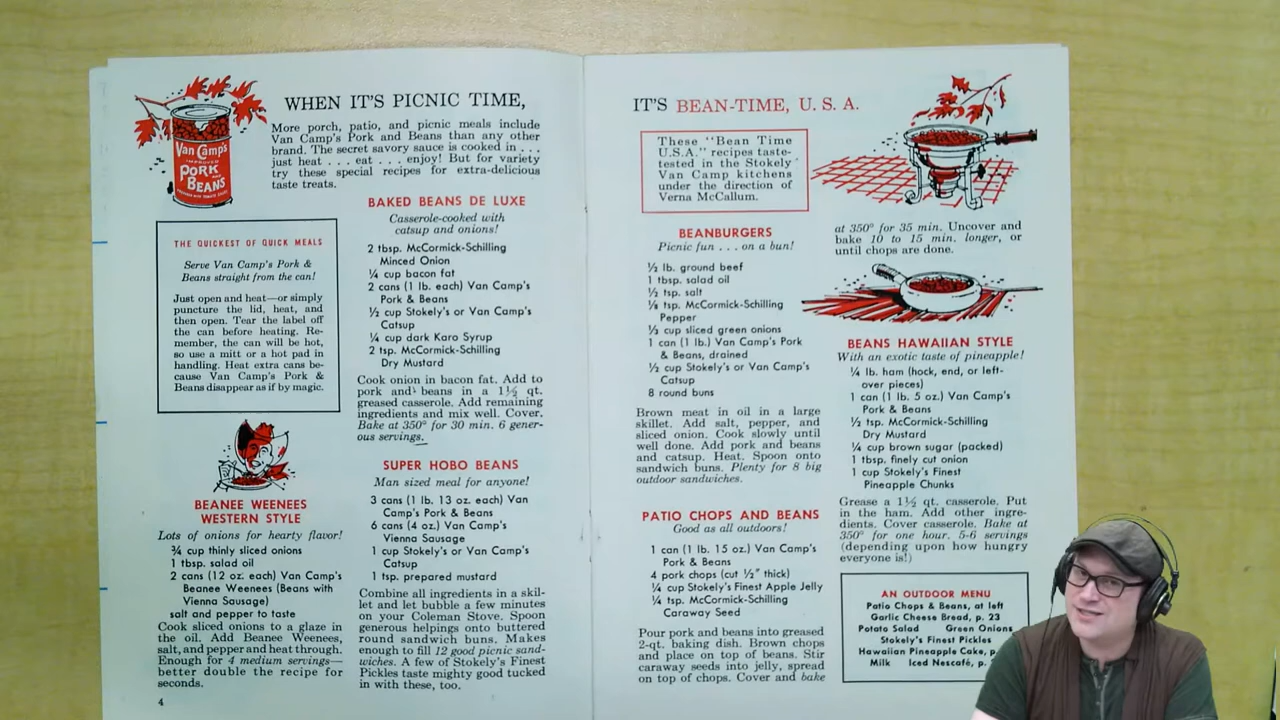 WHEN IT'S PICNIC TIME,
More porch, patio, and picnic meals include
Van Camp's Pork and Beans than any other
brand. The secret savory sauce is cooked in . . .
just heat . . . eat . . . enjoy! But for variety
try these special recipes for extra-delicious
taste treats.
VAN CAMP'S
IMPROVED
PORK
AND
BEANS
THE QUICKEST OF QUICK MEALS
Serve Van Camp's Pork &
Beans straight from the can!
Just open and heat—or simply
puncture the lid, heat, and
then open. Tear the label off
the can before heating. Re-
member, the can will be hot,
so use a mitt or a hot pad in
handling. Heat extra cans be-
cause Van Camp's Pork &
Beans disappear as if by magic.
BEANEE WEENEES
WESTERN STYLE
Lots of onions for hearty flavor!
¾ cup thinly sliced onions
1 tbsp. salad oil
2 cans (12 oz. each) Van Camp's
Beanee Weenees (Beans with
Vienna Sausage)
salt and pepper to taste
Cook sliced onions to a glaze in
the oil. Add Beanee Weenees,
salt, and pepper and heat through.
Enough for 4 medium servings—
better double the recipe for
seconds.
4
BAKED BEANS DE LUXE
Casserole-cooked with
catsup and onions!
2 tbsp. McCormick-Schilling
Minced Onion
¼ cup bacon fat
2 cans (1 lb. each) Van Camp's
Pork & Beans
½ cup Stokely's or Van Camp's
Catsup
¼ cup dark Karo Syrup
2 tsp. McCormick-Schilling
Dry Mustard
Cook onion in bacon fat. Add to
pork and beans in a 1½ qt.
greased casserole. Add remaining
ingredients and mix well. Cover.
Bake at 350° for 30 min. 6 gener-
ous servings.
SUPER HOBO BEANS
Man sized meal for anyone!
3 cans (1 lb. 13 oz. each) Van
Camp's Pork & Beans
6 cans (4 oz.) Van Camp's
Vienna Sausage
1 cup Stokely's or Van Camp's
Catsup
1 tsp. prepared mustard
Combine all ingredients in a skil-
let and let bubble a few minutes
on your Coleman Stove. Spoon
generous helpings onto buttered
round sandwich buns. Makes
enough to fill 12 good picnic sand-
wiches. A few of Stokely's Finest
Pickles taste mighty good tucked
in with these, too.
IT'S BEAN-TIME, U. S. A.
These "Bean Time
U.S.A." recipes taste-
tested in the Stokely
Van Camp kitchens
under the direction of
Verna McCallum.
BEANBURGERS
Picnic fun . . . on a bun!
½ lb. ground beef
1 tbsp. salad oil
½ tsp. salt
⅛ tsp. McCormick-Schilling
Pepper
⅓ cup sliced green onions
1 can (1 lb.) Van Camp's Pork
& Beans, drained
½ cup Stokely's or Van Camp's
Catsup
8 round buns
Brown meat in oil in a large
skillet. Add salt, pepper, and
sliced onion. Cook slowly until
well done. Add pork and beans
and catsup. Heat. Spoon onto
sandwich buns. Plenty for 8 big
outdoor sandwiches.
PATIO CHOPS AND BEANS
Good as all outdoors!
1 can (1 lb. 15 oz.) Van Camp's
Pork & Beans
4 pork chops (cut ½" thick)
¼ cup Stokely's Finest Apple Jelly
¼ tsp. McCormick-Schilling
Caraway Seed
Pour pork and beans into greased
2-qt. baking dish. Brown chops
and place on top of beans. Stir
caraway seeds into jelly, spread
on top of chops. Cover and bake
at 350° for 35 min. Uncover and
bake 10 to 15 min. longer, or
until chops are done.
BEANS HAWAIIAN STYLE
With an exotic taste of pineapple!
¼ lb. ham (hock, end, or left-
over pieces)
1 can (1 lb. 5 oz.) Van Camp's
Pork & Beans
½ tsp. McCormick-Schilling
Dry Mustard
¼ cup brown sugar (packed)
1 tbsp. finely cut onion
1 cup Stokely's Finest
Pineapple Chunks
Grease a 1½ qt. casserole. Put
in the ham. Add other ingre-
dients. Cover casserole. Bake at
350° for one hour. 5-6 servings
(depending upon how hungry
everyone is!)
AN OUTDOOR MENU
Patio Chops & Beans, at left
Garlic Cheese Bread, p. 23
Potato Salad Green Onions
Stokely's Finest Pickles
Hawaiian Pineapple Cake, p.
Milk Iced Nescafé, p.